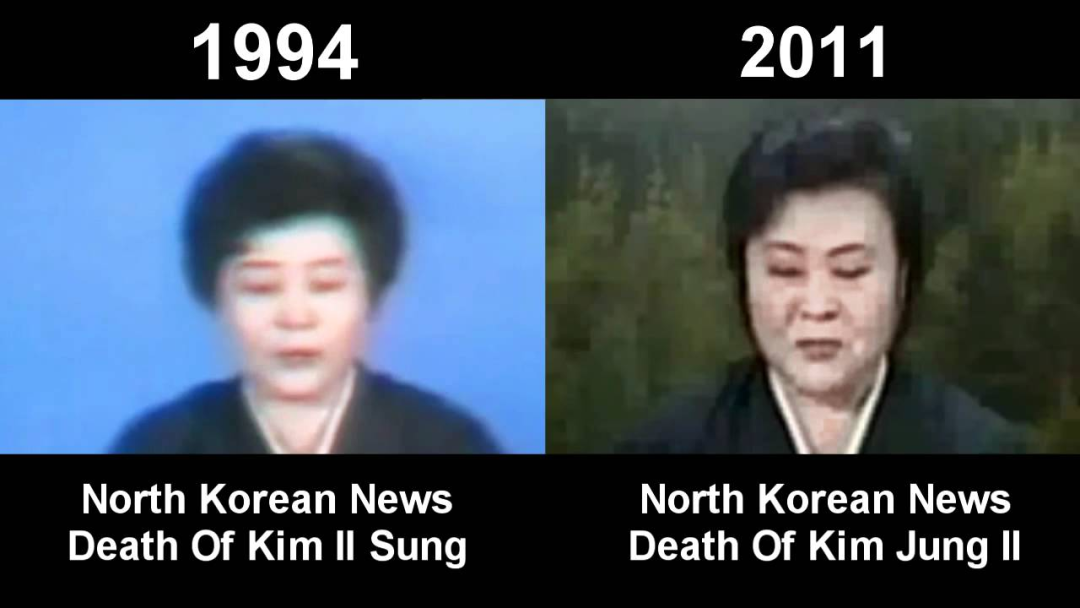 1994
2011
North Korean News
Death Of Kim Il Sung
North Korean News
Death Of Kim Jung Il